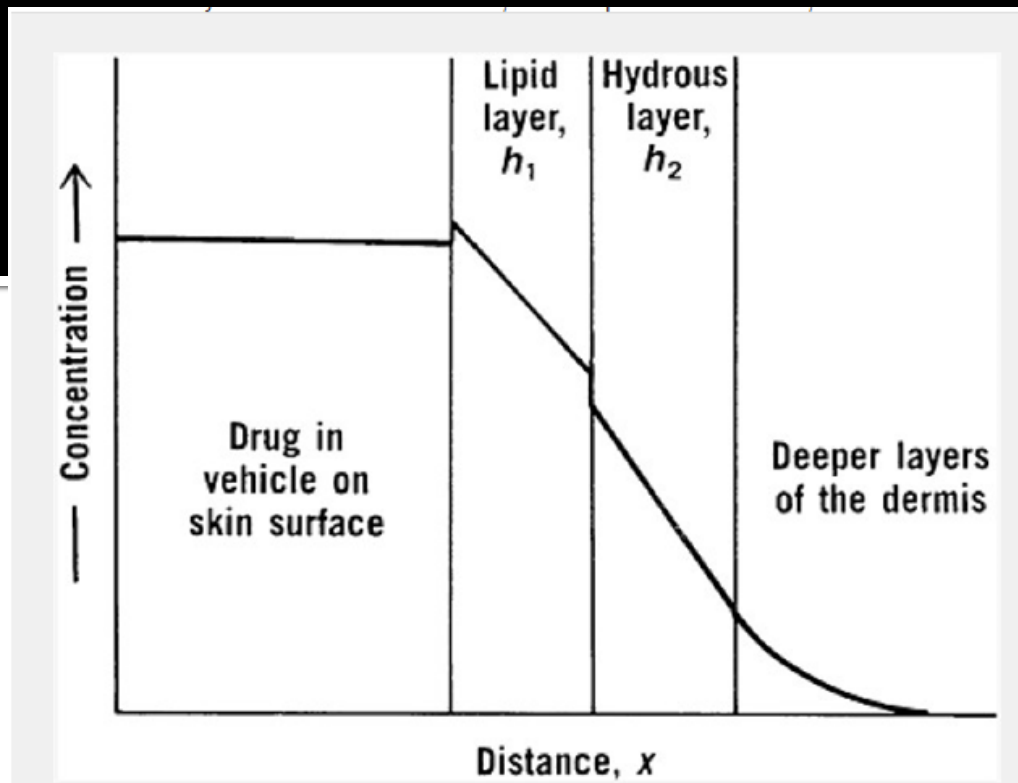 Lipid
layer,
h₁
Hydrous
layer,
h₂
Concentration
Drug in
vehicle on
skin surface
Deeper layers
of the dermis
Distance, x